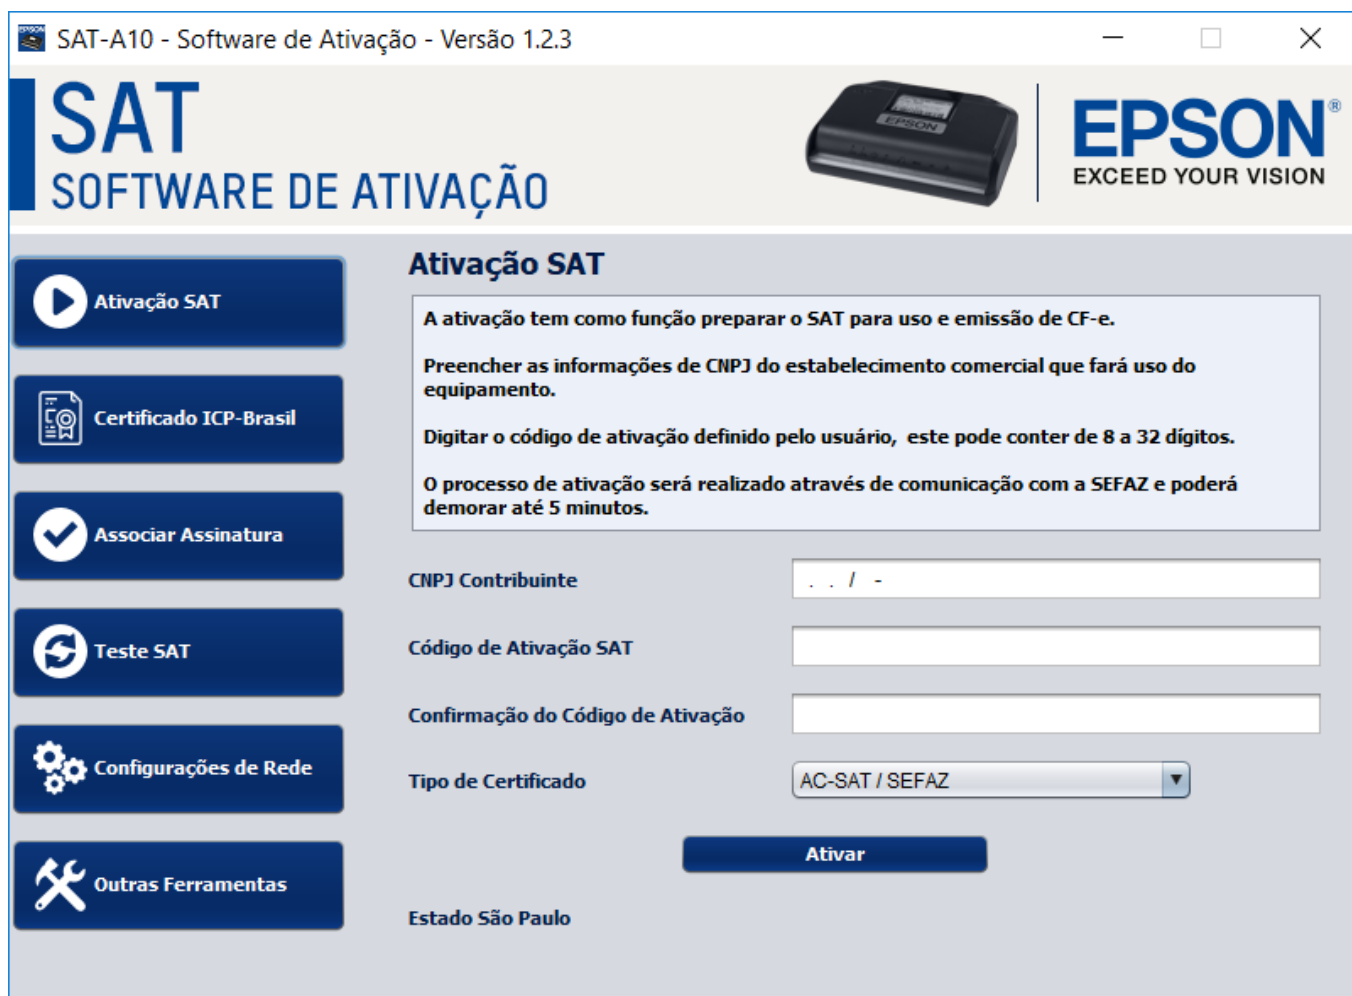 SAT-A10 - Software de Ativação - Versão 1.2.3
SAT
SOFTWARE DE ATIVAÇÃO
EPSON
EPSON®
EXCEED YOUR VISION
Ativação SAT
Certificado ICP-Brasil
Associar Assinatura
Teste SAT
Configurações de Rede
Outras Ferramentas
Ativação SAT
A ativação tem como função preparar o SAT para uso e emissão de CF-e.
Preencher as informações de CNPJ do estabelecimento comercial que fará uso do
equipamento.
Digitar o código de ativação definido pelo usuário, este pode conter de 8 a 32 dígitos.
O processo de ativação será realizado através de comunicação com a SEFAZ e poderá
demorar até 5 minutos.
CNPJ Contribuinte . . / -
Código de Ativação SAT
Confirmação do Código de Ativação
Tipo de Certificado AC-SAT / SEFAZ
Ativar
Estado São Paulo